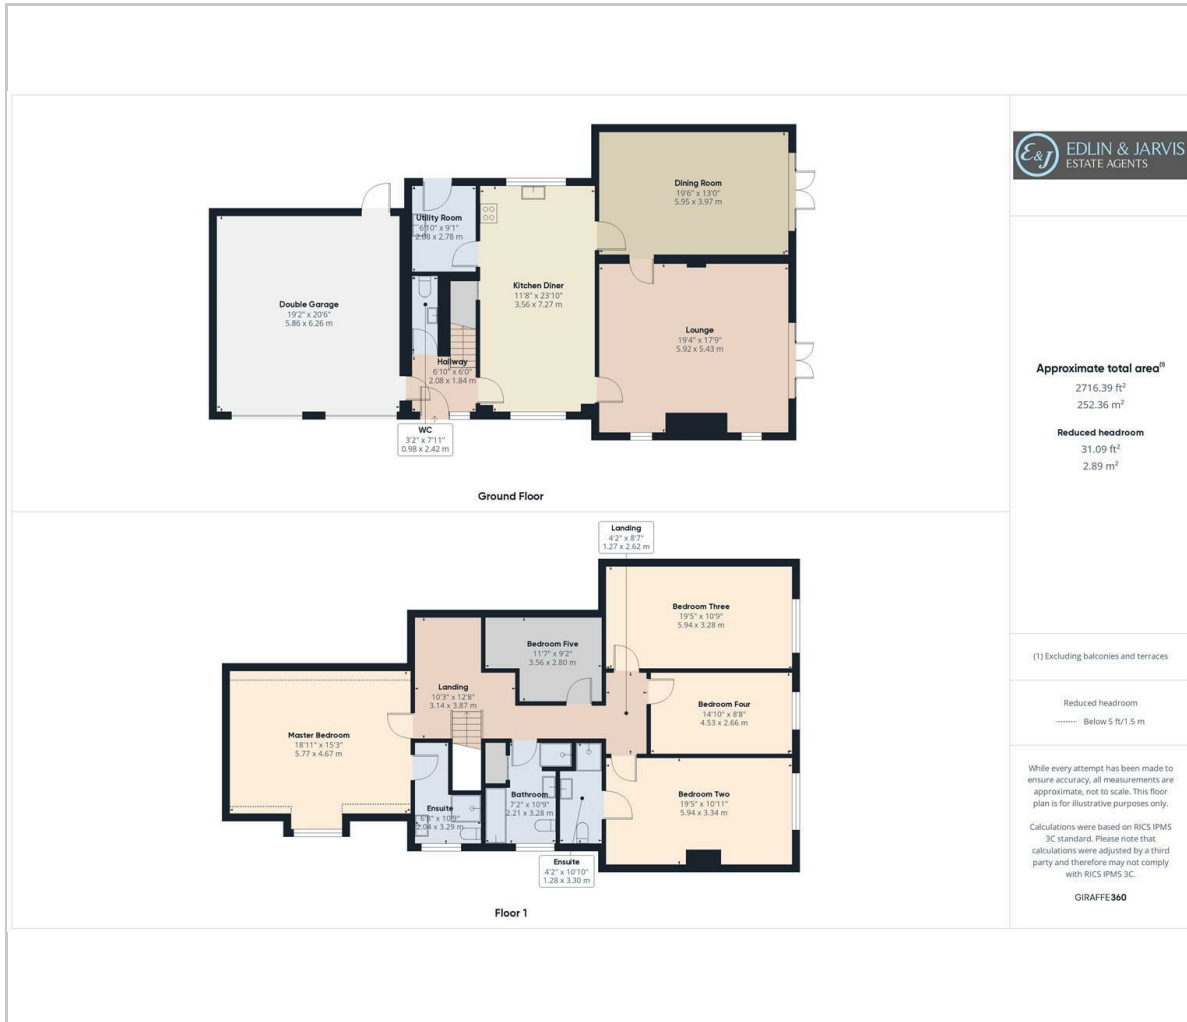 Dining Room
19'6" x 13'0"
5.95 x 3.97 m
Utility Room
6'10" x 9'1"
2.08 x 2.78 m
Kitchen Diner
11'8" x 23'10"
3.56 x 7.27 m
Double Garage
19'2" x 20'6"
5.86 x 6.26 m
Lounge
19'4" x 17'9"
5.92 x 5.43 m
Hallway
6'10" x 6'0"
2.08 x 1.84 m
WC
3'2" x 7'11"
0.98 x 2.42 m
Ground Floor
Landing
4'2" x 8'7"
1.27 x 2.62 m
Bedroom Three
19'5" x 10'9"
5.94 x 3.28 m
Bedroom Five
11'7" x 9'2"
3.56 x 2.80 m
Landing
10'3" x 12'8"
3.14 x 3.87 m
Bedroom Four
14'10" x 8'8"
4.53 x 2.66 m
Master Bedroom
18'11" x 15'3"
5.77 x 4.67 m
Ensuite
6'8" x 10'9"
2.04 x 3.29 m
Bathroom
7'2" x 10'9"
2.21 x 3.28 m
Bedroom Two
19'5" x 10'11"
5.94 x 3.34 m
Ensuite
4'2" x 10'10"
1.28 x 3.30 m
Floor 1
E&J EDLIN & JARVIS
ESTATE AGENTS
Approximate total area(1)
2716.39 ft²
252.36 m²
Reduced headroom
31.09 ft²
2.89 m²
(1) Excluding balconies and terraces
Reduced headroom
Below 5 ft/1.5 m
While every attempt has been made to
ensure accuracy, all measurements are
approximate, not to scale. This floor
plan is for illustrative purposes only.
Calculations were based on RICS IPMS
3C standard. Please note that
calculations were adjusted by a third
party and therefore may not comply
with RICS IPMS 3C.
GIRAFFE360